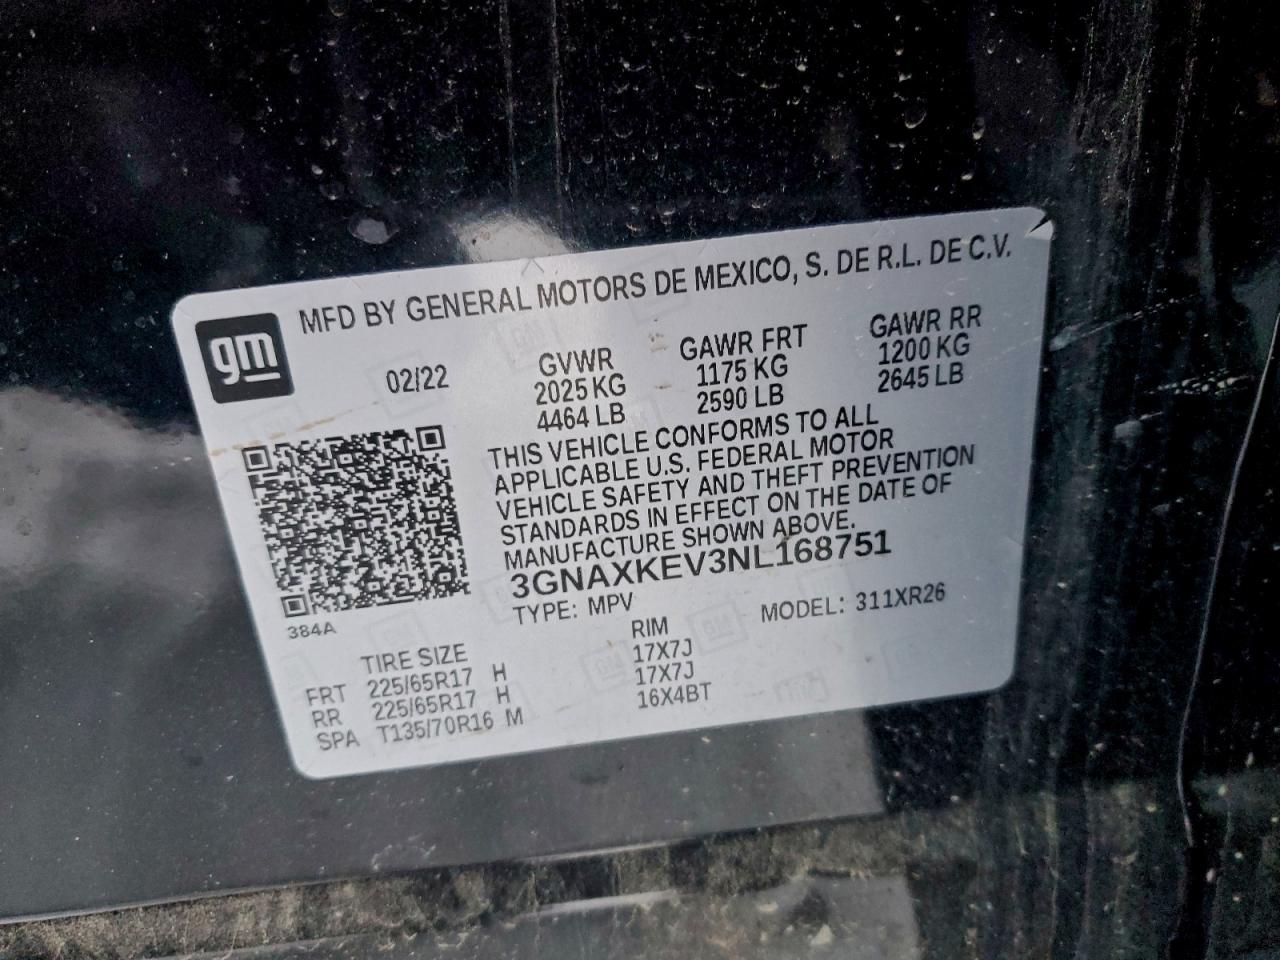 MFD BY GENERAL MOTORS DE MEXICO, S. DE R.L. DE C.V.
gm
02/22
GVWR
2025 KG
4464 LB
GAWR FRT
1175 KG
2590 LB
GAWR RR
1200 KG
2645 LB
THIS VEHICLE CONFORMS TO ALL
APPLICABLE U.S. FEDERAL MOTOR
VEHICLE SAFETY AND THEFT PREVENTION
STANDARDS IN EFFECT ON THE DATE OF
MANUFACTURE SHOWN ABOVE.
3GNAXKEV3NL168751
TYPE: MPV
MODEL: 311XR26
384A
TIRE SIZE RIM
FRT 225/65R17 H 17X7J
RR 225/65R17 H 17X7J
SPA T135/70R16 M 16X4BT